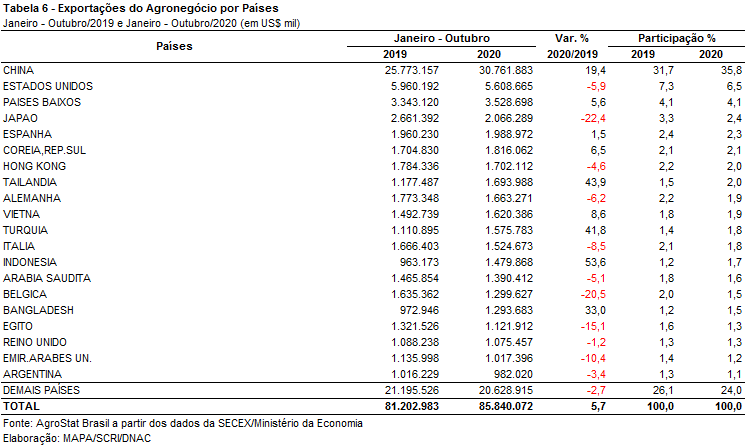 Tabela 6 - Exportações do Agronegócio por Países
Janeiro - Outubro/2019 e Janeiro - Outubro/2020 (em US$ mil)
Países Janeiro - Outubro Var. % Participação %
2019 2020 2020/2019 2019 2020
CHINA 25.773.157 30.761.883 19,4 31,7 35,8
ESTADOS UNIDOS 5.960.192 5.608.665 -5,9 7,3 6,5
PAISES BAIXOS 3.343.120 3.528.698 5,6 4,1 4,1
JAPAO 2.661.392 2.066.289 -22,4 3,3 2,4
ESPANHA 1.960.230 1.988.972 1,5 2,4 2,3
COREIA,REP.SUL 1.704.830 1.816.062 6,5 2,1 2,1
HONG KONG 1.784.336 1.702.112 -4,6 2,2 2,0
TAILANDIA 1.177.487 1.693.988 43,9 1,5 2,0
ALEMANHA 1.773.348 1.663.271 -6,2 2,2 1,9
VIETNA 1.492.739 1.620.386 8,6 1,8 1,9
TURQUIA 1.110.895 1.575.783 41,8 1,4 1,8
ITALIA 1.666.403 1.524.673 -8,5 2,1 1,8
INDONESIA 963.173 1.479.868 53,6 1,2 1,7
ARABIA SAUDITA 1.465.854 1.390.412 -5,1 1,8 1,6
BELGICA 1.635.362 1.299.627 -20,5 2,0 1,5
BANGLADESH 972.946 1.293.683 33,0 1,2 1,5
EGITO 1.321.526 1.121.912 -15,1 1,6 1,3
REINO UNIDO 1.088.238 1.075.457 -1,2 1,3 1,3
EMIR.ARABES UN. 1.135.998 1.017.396 -10,4 1,4 1,2
ARGENTINA 1.016.229 982.020 -3,4 1,3 1,1
DEMAIS PAÍSES 21.195.526 20.628.915 -2,7 26,1 24,0
TOTAL 81.202.983 85.840.072 5,7 100,0 100,0
Fonte: AgroStat Brasil a partir dos dados da SECEX/Ministério da Economia
Elaboração: MAPA/SCRI/DNAC